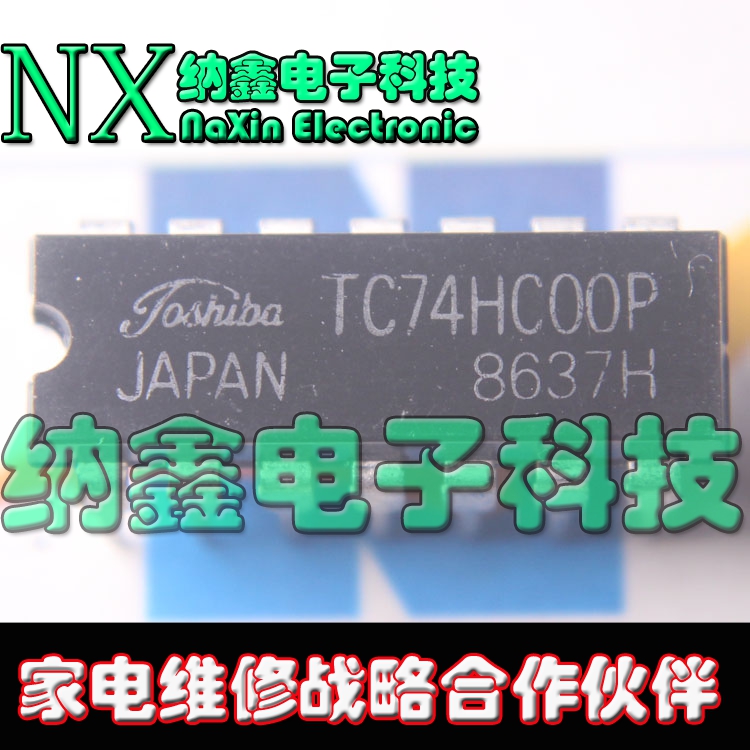 NX 纳鑫电子科技
NaXin Electronic
Toshiba TC74HC00P
JAPAN 8637H
纳鑫电子科技
家电维修战略合作伙伴